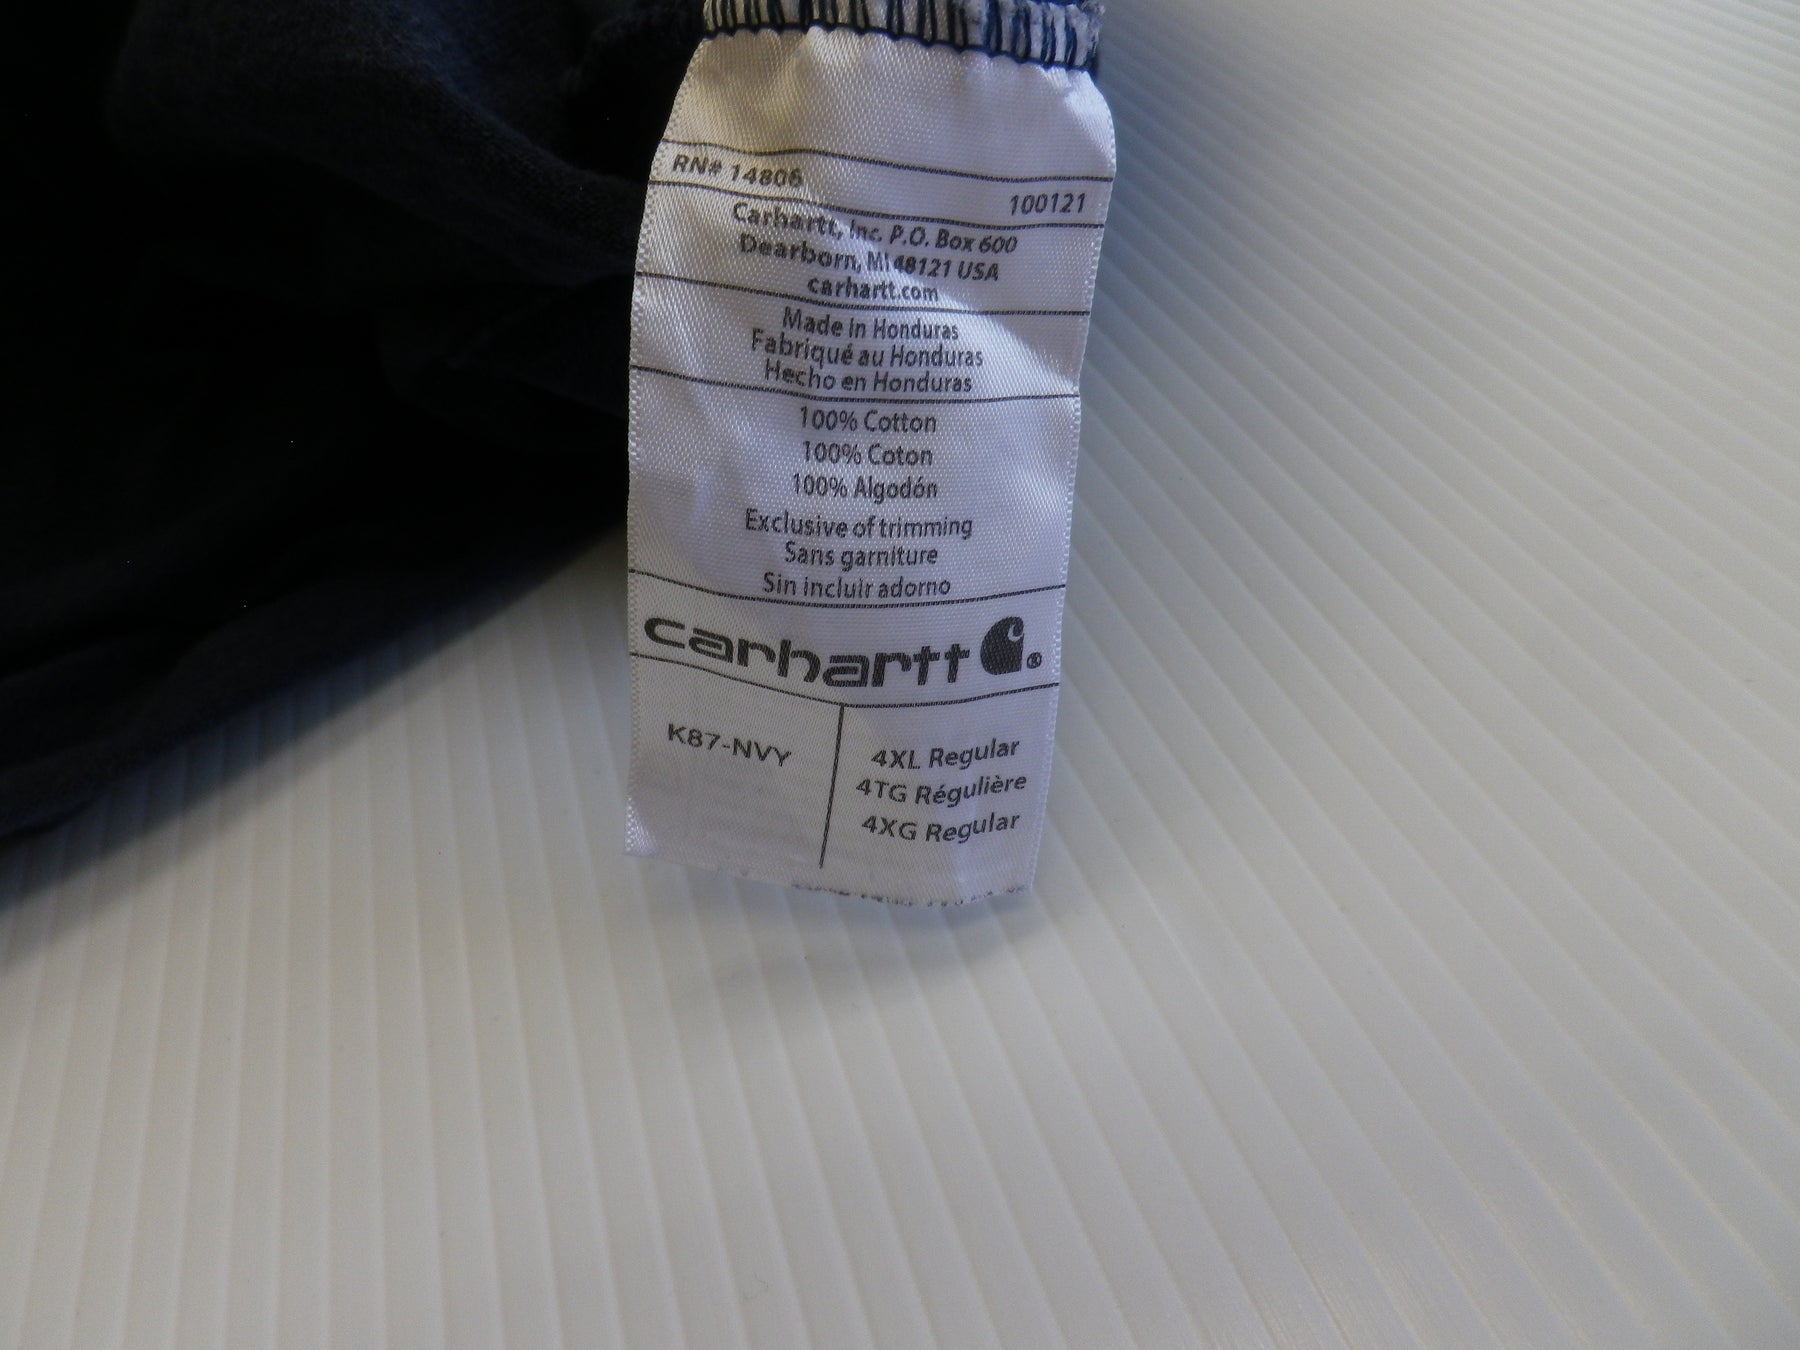 RN# 14806
100121
Carhartt, Inc. P.O. Box 600
Dearborn, MI 48121 USA
carhartt.com
Made in Honduras
Fabriqué au Honduras
Hecho en Honduras
100% Cotton
100% Coton
100% Algodón
Exclusive of trimming
Sans garniture
Sin incluir adorno
carhartt ®
K87-NVY
4XL Regular
4TG Régulière
4XG Regular